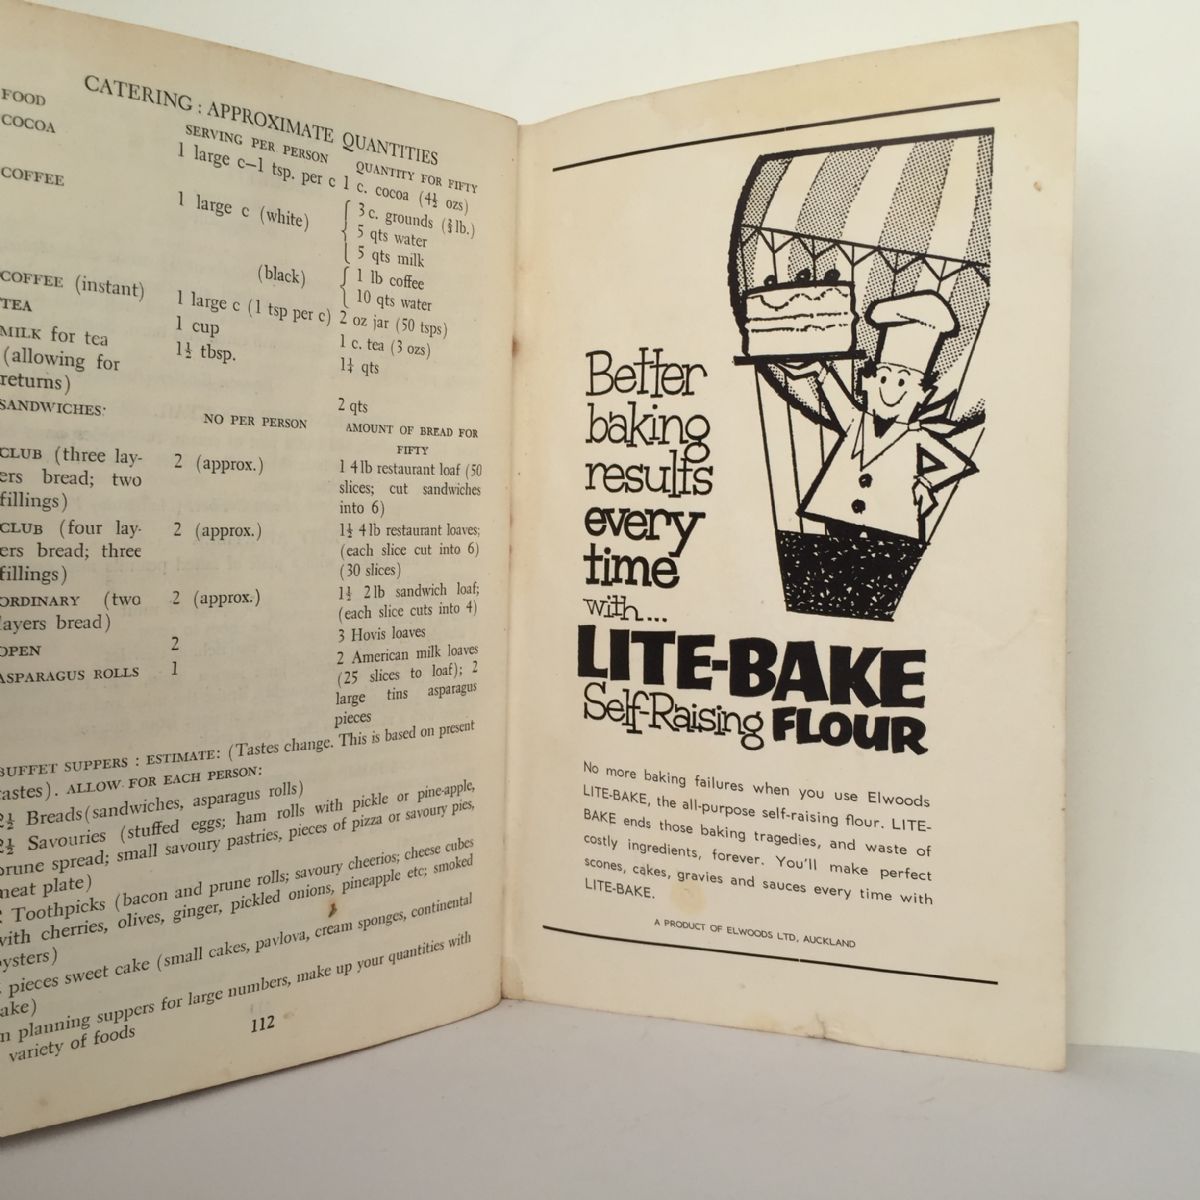 CATERING : APPROXIMATE QUANTITIES
FOOD SERVING PER PERSON QUANTITY FOR FIFTY
COCOA 1 large c—1 tsp. per c 1 c. cocoa (4½ ozs)
COFFEE 1 large c (white) 3 c. grounds (¾lb.)
5 qts water
5 qts milk
(black) 1 lb coffee
10 qts water
COFFEE (instant) 1 large c (1 tsp per c) 2 oz jar (50 tsps)
TEA 1 cup 1 c. tea (3 ozs)
MILK for tea 1½ tbsp. 1¼ qts
(allowing for
returns) 2 qts
SANDWICHES: NO PER PERSON AMOUNT OF BREAD FOR
FIFTY
CLUB (three lay- 2 (approx.) 1 4lb restaurant loaf (50
ers bread; two slices; cut sandwiches
fillings) into 6)
CLUB (four lay- 2 (approx.) 1½ 4lb restaurant loaves;
ers bread; three (each slice cut into 6)
fillings) (30 slices)
ORDINARY (two 2 (approx.) 1½ 2lb sandwich loaf;
layers bread) (each slice cuts into 4)
OPEN 2 3 Hovis loaves
ASPARAGUS ROLLS 1 2 American milk loaves
(25 slices to loaf); 2
large tins asparagus
pieces
BUFFET SUPPERS : ESTIMATE: (Tastes change. This is based on present
tastes). ALLOW FOR EACH PERSON:
2½ Breads (sandwiches, asparagus rolls)
2½ Savouries (stuffed eggs; ham rolls with pickle or pine-apple,
prune spread; small savoury pastries, pieces of pizza or savoury pies,
meat plate)
2 Toothpicks (bacon and prune rolls; savoury cheerios; cheese cubes
with cherries, olives, ginger, pickled onions, pineapple etc; smoked
oysters)
pieces sweet cake (small cakes, pavlova, cream sponges, continental
cake)
In planning suppers for large numbers, make up your quantities with
variety of foods
112
Better
baking
results
every
time
with...
LITE-BAKE
Self-Raising FLOUR
No more baking failures when you use Elwoods
LITE-BAKE, the all-purpose self-raising flour. LITE-
BAKE ends those baking tragedies, and waste of
costly ingredients, forever. You'll make perfect
scones, cakes, gravies and sauces every time with
LITE-BAKE.
A PRODUCT OF ELWOODS LTD, AUCKLAND